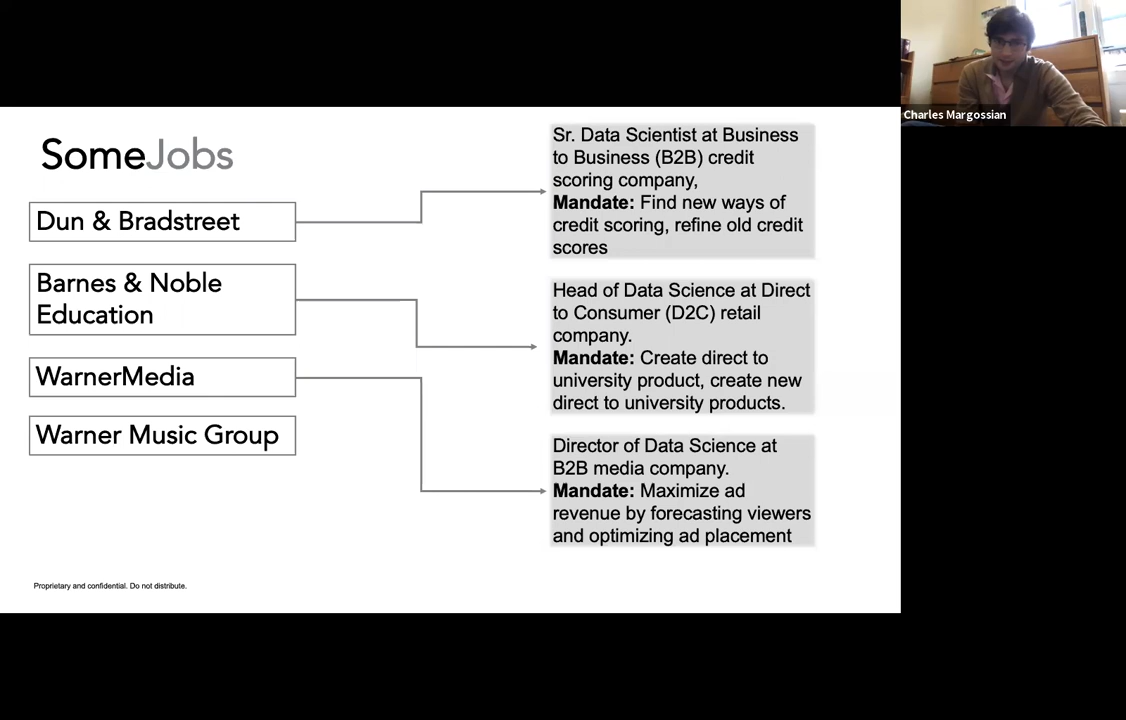 SomeJobs
Dun & Bradstreet
Barnes & Noble
Education
WarnerMedia
Warner Music Group
Sr. Data Scientist at Business
to Business (B2B) credit
scoring company,
Mandate: Find new ways of
credit scoring, refine old credit
scores
Head of Data Science at Direct
to Consumer (D2C) retail
company.
Mandate: Create direct to
university product, create new
direct to university products.
Director of Data Science at
B2B media company.
Mandate: Maximize ad
revenue by forecasting viewers
and optimizing ad placement
Proprietary and confidential. Do not distribute.
Charles Margossian